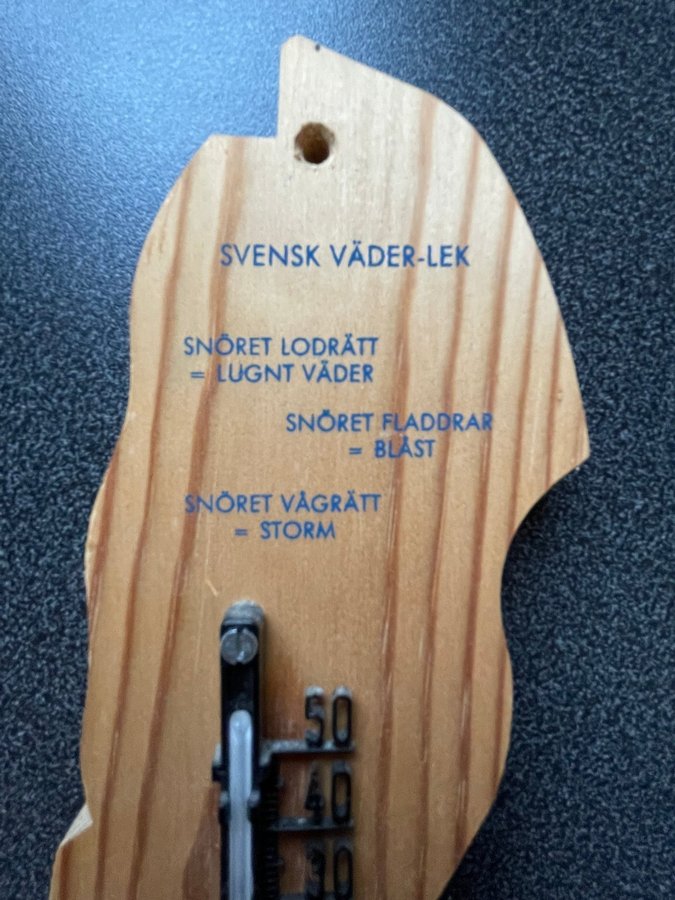 SVENSK VÄDER-LEK
SNÖRET LODRÄTT
= LUGNT VÄDER
SNÖRET FLADDRAR
= BLÅST
SNÖRET VÅGRÄTT
= STORM
50
40
30